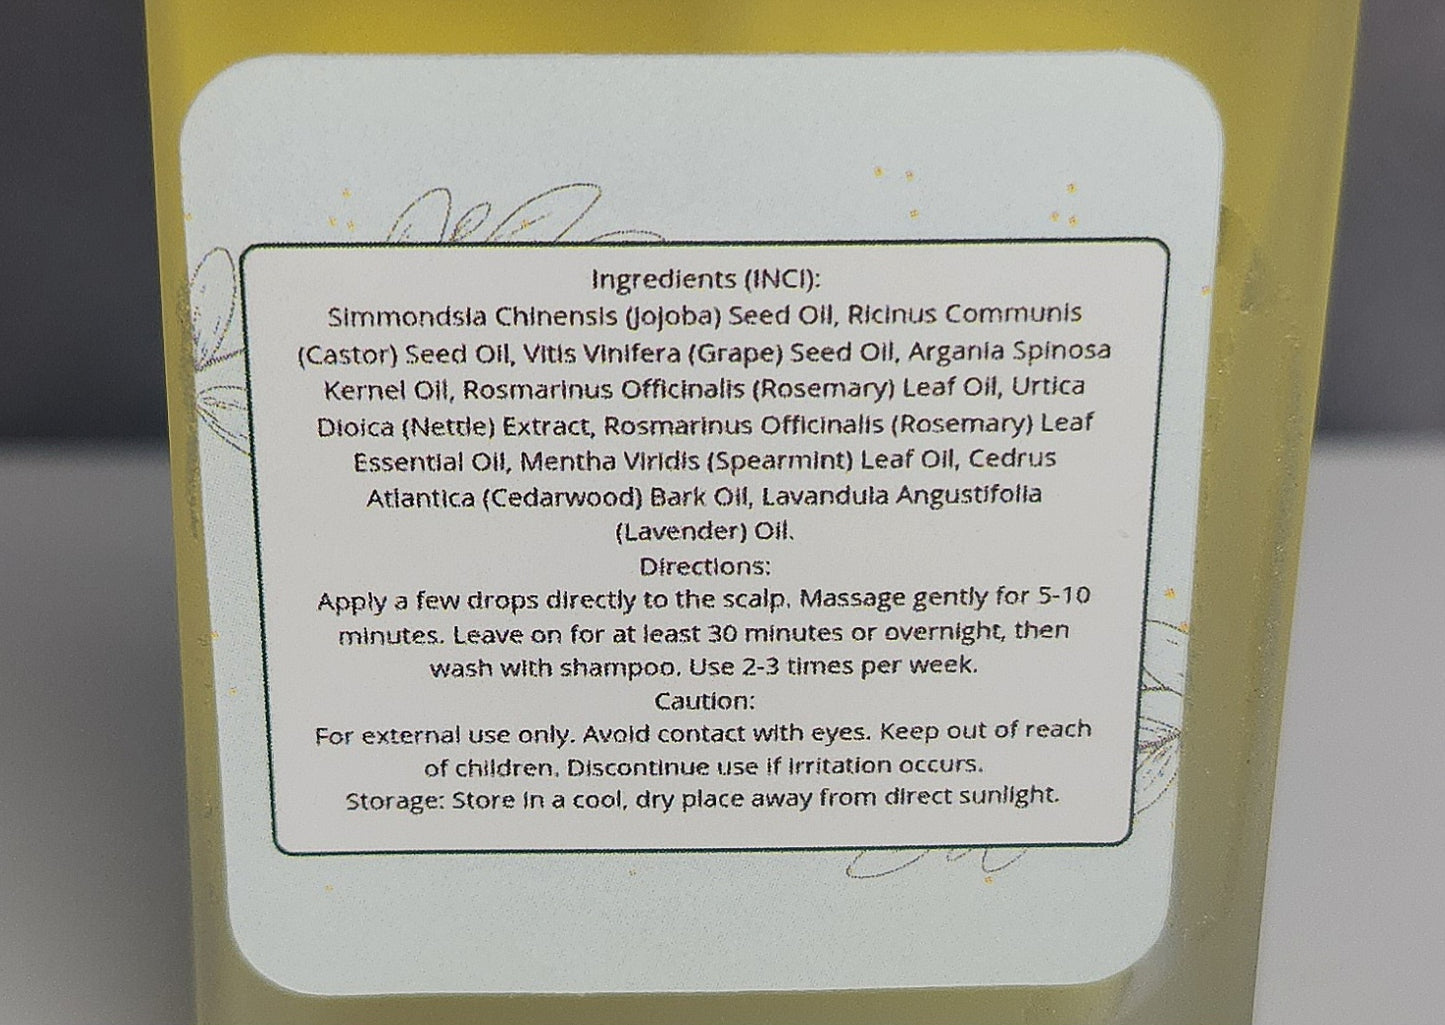 Ingredients (INCI):
Simmondsia Chinensis (Jojoba) Seed Oil, Ricinus Communis
(Castor) Seed Oil, Vitis Vinifera (Grape) Seed Oil, Argania Spinosa
Kernel Oil, Rosmarinus Officinalis (Rosemary) Leaf Oil, Urtica
Dioica (Nettle) Extract, Rosmarinus Officinalis (Rosemary) Leaf
Essential Oil, Mentha Viridis (Spearmint) Leaf Oil, Cedrus
Atlantica (Cedarwood) Bark Oil, Lavandula Angustifolia
(Lavender) Oil.
Directions:
Apply a few drops directly to the scalp. Massage gently for 5-10
minutes. Leave on for at least 30 minutes or overnight, then
wash with shampoo. Use 2-3 times per week.
Caution:
For external use only. Avoid contact with eyes. Keep out of reach
of children. Discontinue use if irritation occurs.
Storage: Store in a cool, dry place away from direct sunlight.